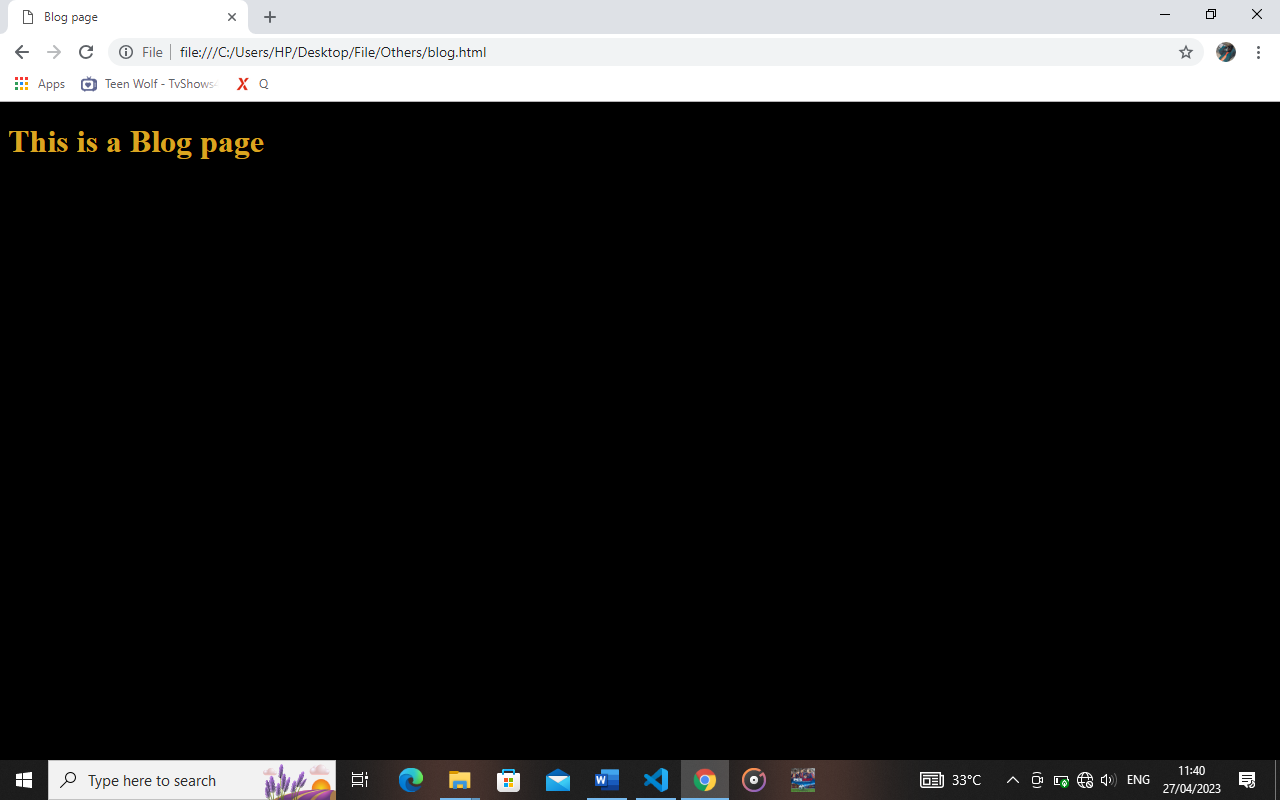 Blog page
File file:///C:/Users/HP/Desktop/File/Others/blog.html
Apps Teen Wolf - TvShows X Q
This is a Blog page
Type here to search 33°C ENG 11:40
27/04/2023